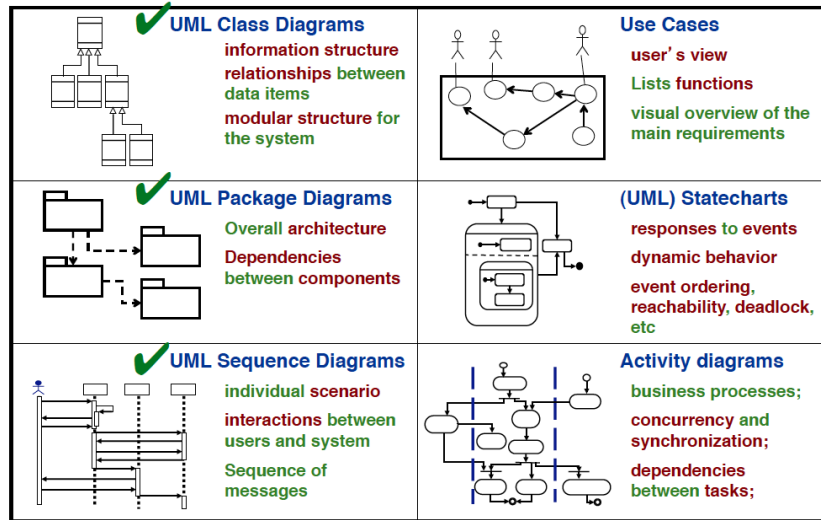 UML Class Diagrams
information structure
relationships between
data items
modular structure for
the system
Use Cases
user's view
Lists functions
visual overview of the
main requirements
UML Package Diagrams
Overall architecture
Dependencies
between components
(UML) Statecharts
responses to events
dynamic behavior
event ordering,
reachability, deadlock,
etc
UML Sequence Diagrams
individual scenario
interactions between
users and system
Sequence of
messages
Activity diagrams
business processes;
concurrency and
synchronization;
dependencies
between tasks;